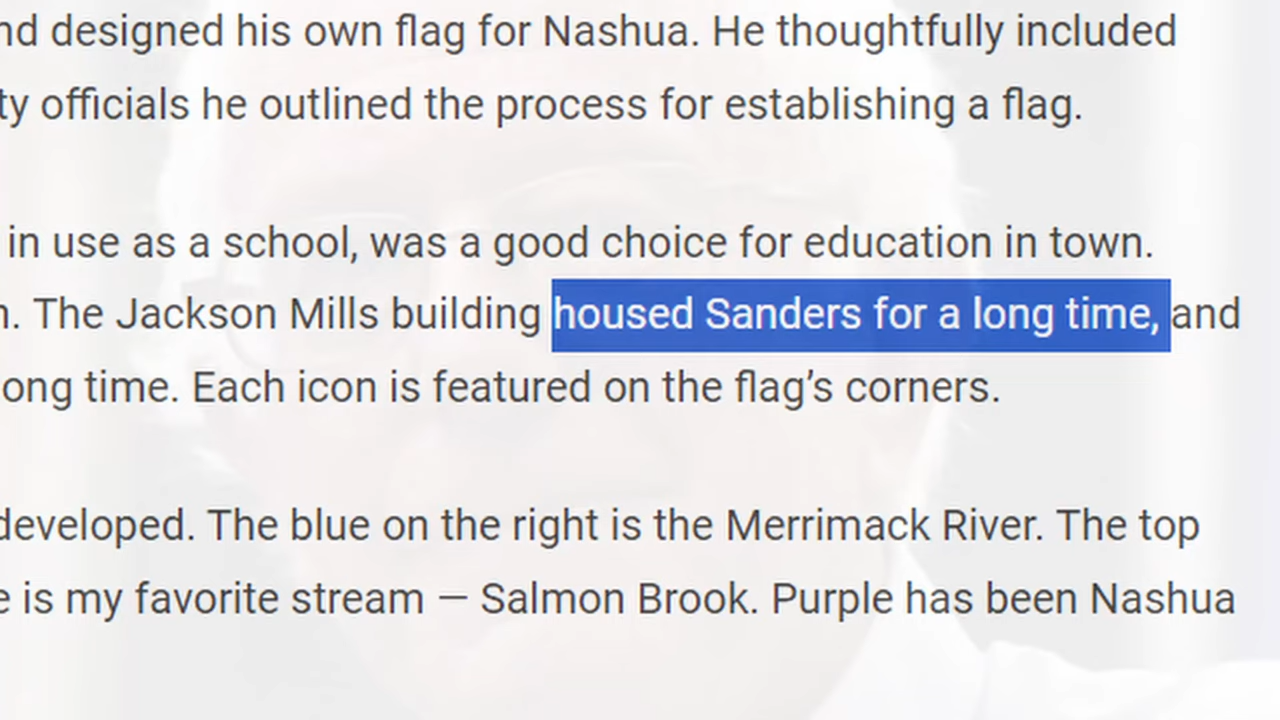 nd designed his own flag for Nashua. He thoughtfully included
ty officials he outlined the process for establishing a flag.
in use as a school, was a good choice for education in town.
n. The Jackson Mills building housed Sanders for a long time, and
ong time. Each icon is featured on the flag’s corners.
developed. The blue on the right is the Merrimack River. The top
e is my favorite stream — Salmon Brook. Purple has been Nashua